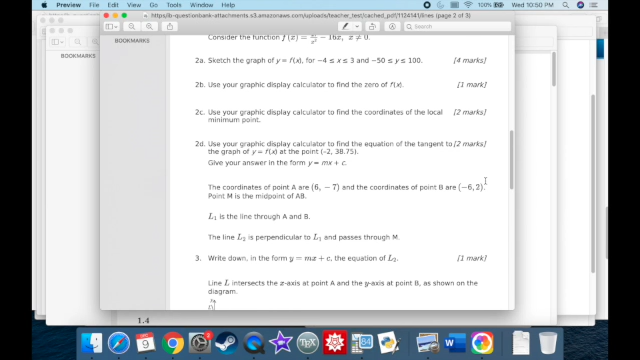 100%
Wed 9 Oct 10:50 PM
https://ib-questionbank-attachments.s3.amazonaws.com/uploads/teacher_test/cached_pdf/1124141/lines (page 2 of 3)
Search
BOOKMARKS
BOOKMARKS
Consider the function f (x) = − 16x, x ≠ 0.
2a. Sketch the graph of y = f (x), for −4 ≤ x ≤ 3 and −50 ≤ y ≤ 100. [4 marks]
2b. Use your graphic display calculator to find the zero of f (x). [1 mark]
2c. Use your graphic display calculator to find the coordinates of the local [2 marks]
minimum point.
2d. Use your graphic display calculator to find the equation of the tangent to [2 marks]
the graph of y = f (x) at the point (–2, 38.75).
Give your answer in the form y = mx + c.
The coordinates of point A are (6, − 7) and the coordinates of point B are (−6, 2).
Point M is the midpoint of AB.
L₁ is the line through A and B.
The line L₂ is perpendicular to L₁ and passes through M.
3. Write down, in the form y = mx + c, the equation of L₂. [1 mark]
Line L intersects the x-axis at point A and the y-axis at point B, as shown on the
diagram.
1.4
9
TeX
84